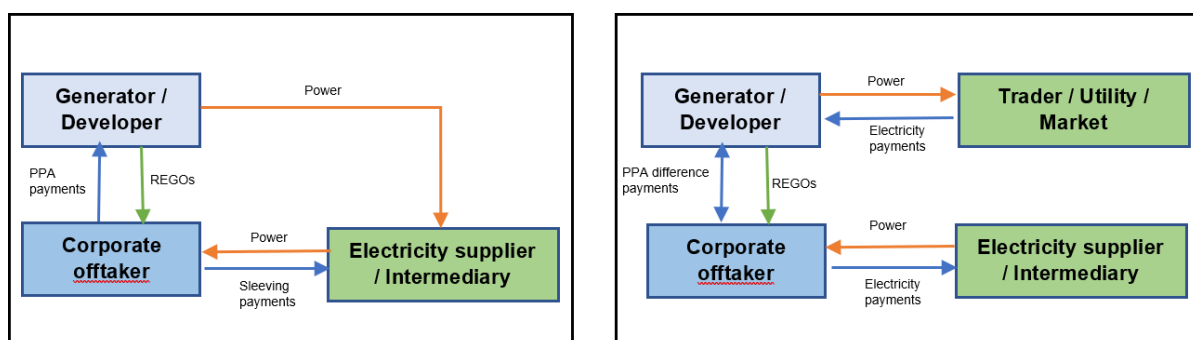 Generator /
Developer
Power
PPA
payments
REGOs
Corporate
offtaker
Power
Sleeving
payments
Electricity supplier
/ Intermediary
Generator /
Developer
Power
Electricity
payments
Trader / Utility /
Market
PPA difference
payments
REGOs
Corporate
offtaker
Power
Electricity
payments
Electricity supplier
/ Intermediary